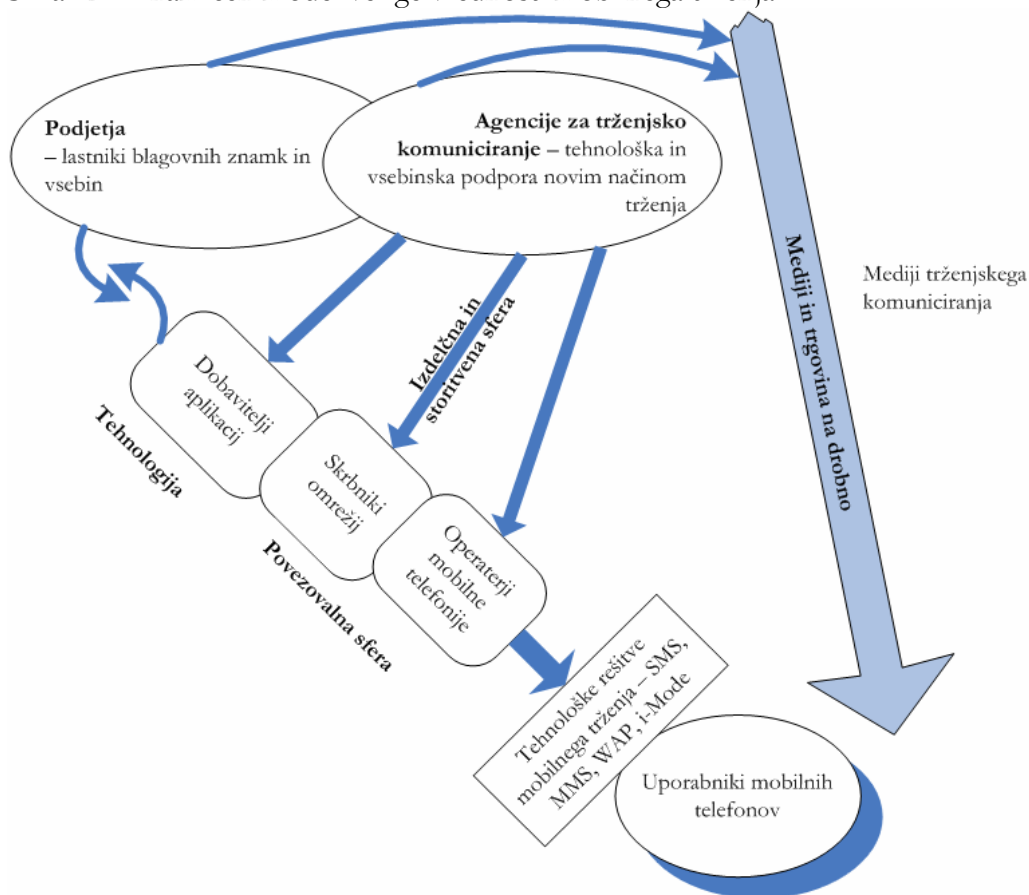 Podjetja
– lastniki blagovnih znamk in
vsebin
Agencije za trženjsko
komuniciranje – tehnološka in
vsebinska podpora novim načinom
trženja
Mediji in trgovina na drobno
Mediji trženjskega
komuniciranja
Izdelčna in
storitvena sfera
Dobavitelji
aplikacij
Tehnologija
Skrbniki
omrežij
Povezovalna sfera
Operaterji
mobilne
telefonije
Tehnološke rešitve
mobilnega trženja – SMS,
MMS, WAP, i-Mode
Uporabniki mobilnih
telefonov